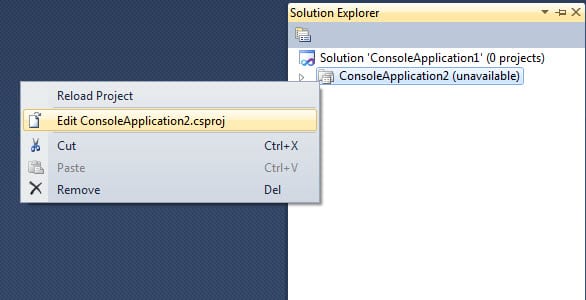 Solution Explorer
Solution 'ConsoleApplication1' (0 projects)
ConsoleApplication2 (unavailable)
Reload Project
Edit ConsoleApplication2.csproj
Cut Ctrl+X
Paste Ctrl+V
Remove Del